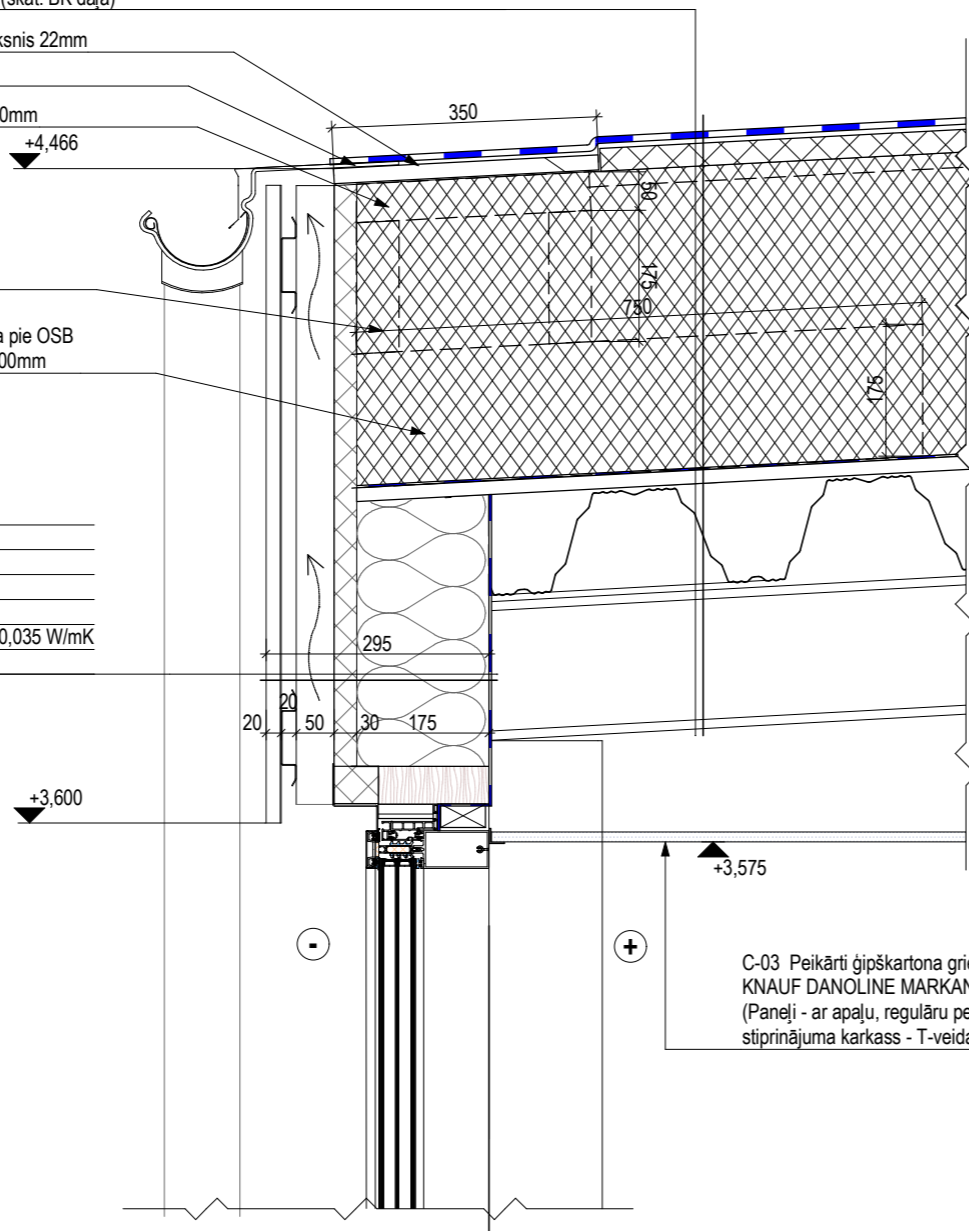 (skat. BK daļa)
ksnis 22mm
0mm
+4,466
350
50
175
750
175
a pie OSB
00mm
0,035 W/mK
295
20
20
50
30
175
+3,600
+3,575
-
+
C-03 Peikārti ģipškartona grie
KNAUF DANOLINE MARKAN
(Paneļi - ar apaļu, regulāru pe
stiprinājuma karkass - T-veida